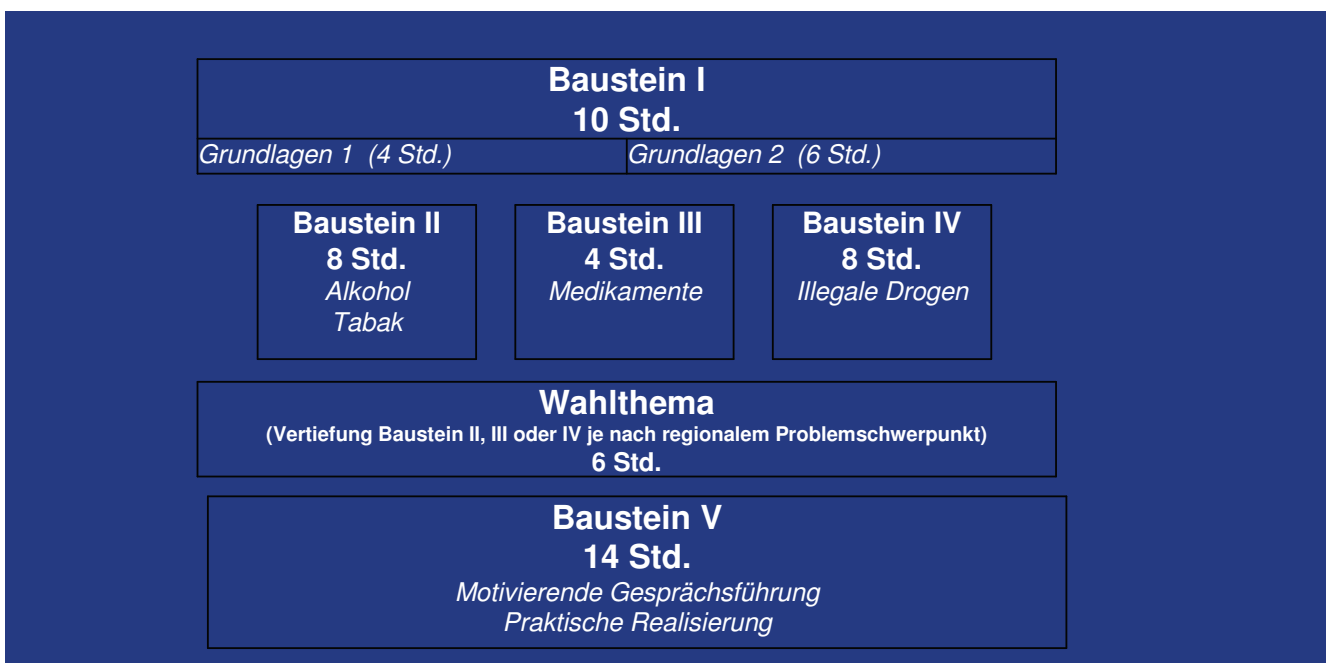 Baustein I
10 Std.
Grundlagen 1 (4 Std.)
Grundlagen 2 (6 Std.)
Baustein II
8 Std.
Alkohol
Tabak
Baustein III
4 Std.
Medikamente
Baustein IV
8 Std.
Illegale Drogen
Wahlthema
(Vertiefung Baustein II, III oder IV je nach regionalem Problemschwerpunkt)
6 Std.
Baustein V
14 Std.
Motivierende Gesprächsführung
Praktische Realisierung